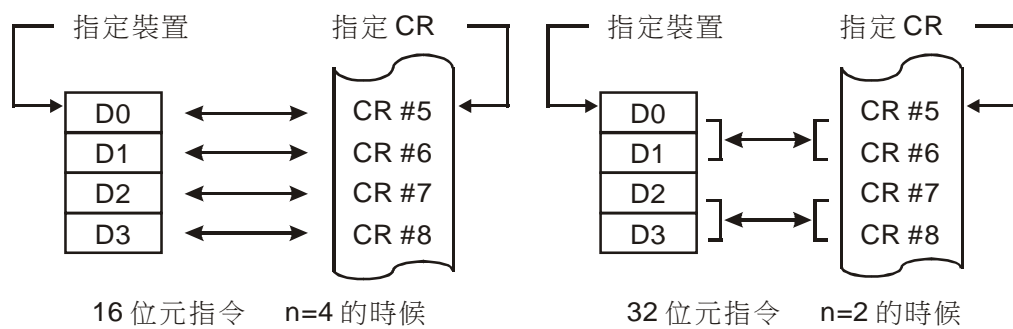 指定裝置 指定 CR
D0 CR #5
D1 CR #6
D2 CR #7
D3 CR #8
16 位元指令 n=4 的時候
指定裝置 指定 CR
D0 CR #5
D1 CR #6
D2 CR #7
D3 CR #8
32 位元指令 n=2 的時候